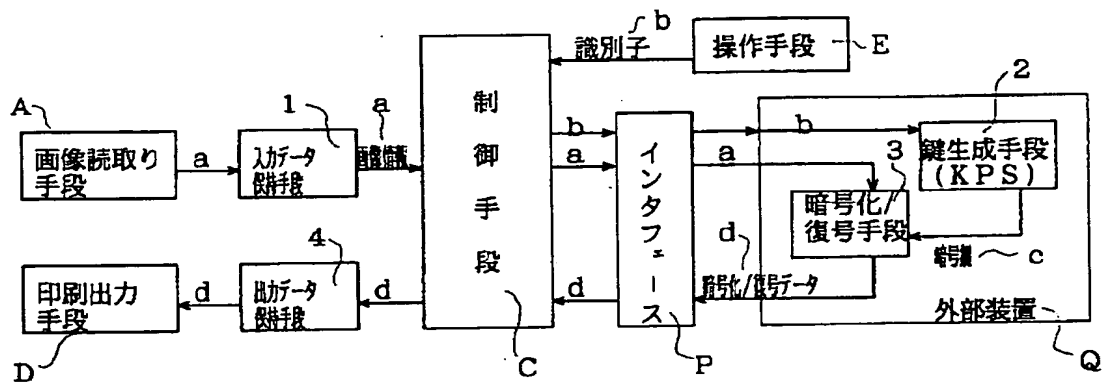 b
識別子
操作手段
E
A
画像読取り
手段
a
1
入力データ
保持手段
a
画像情報
制御手段
b
a
インタフェース
b
a
2
鍵生成手段
(KPS)
3
暗号化/
復号手段
暗号鍵
c
d
暗号化/復号データ
外部装置
Q
D
印刷出力
手段
d
4
出力データ
保持手段
d
C
d
P